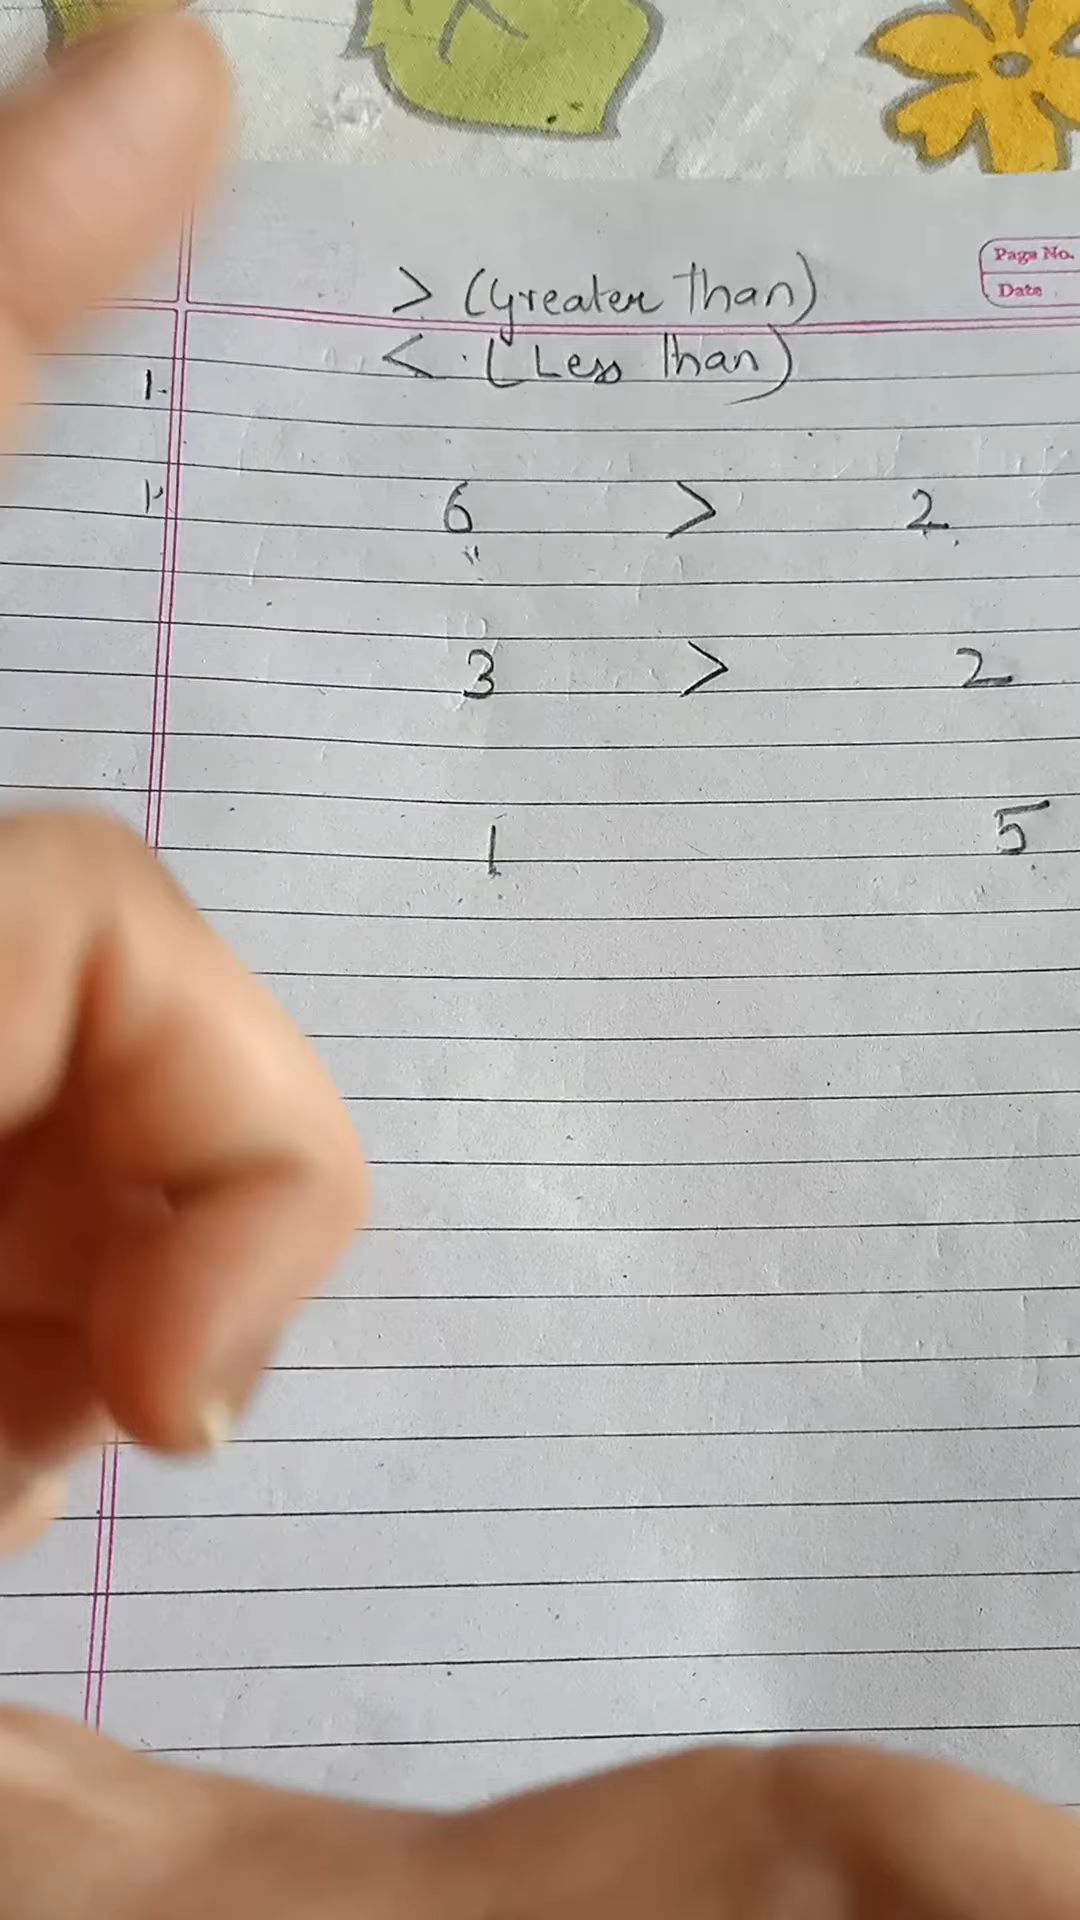 Page No.
Date
> (Greater Than)
< (Less Than)
1.
1. 6 > 2
3 > 2
1 5